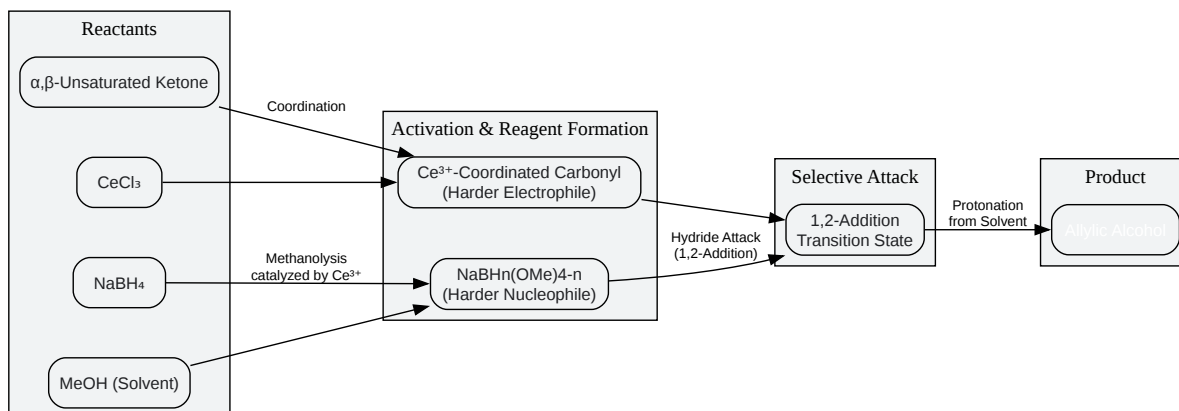 Reactants
α,β-Unsaturated Ketone
CeCl₃
NaBH₄
MeOH (Solvent)
Coordination
Methanolysis
catalyzed by Ce³⁺
Activation & Reagent Formation
Ce³⁺-Coordinated Carbonyl
(Harder Electrophile)
NaBHn(OMe)4-n
(Harder Nucleophile)
Hydride Attack
(1,2-Addition)
Selective Attack
1,2-Addition
Transition State
Protonation
from Solvent
Product
Allylic Alcohol